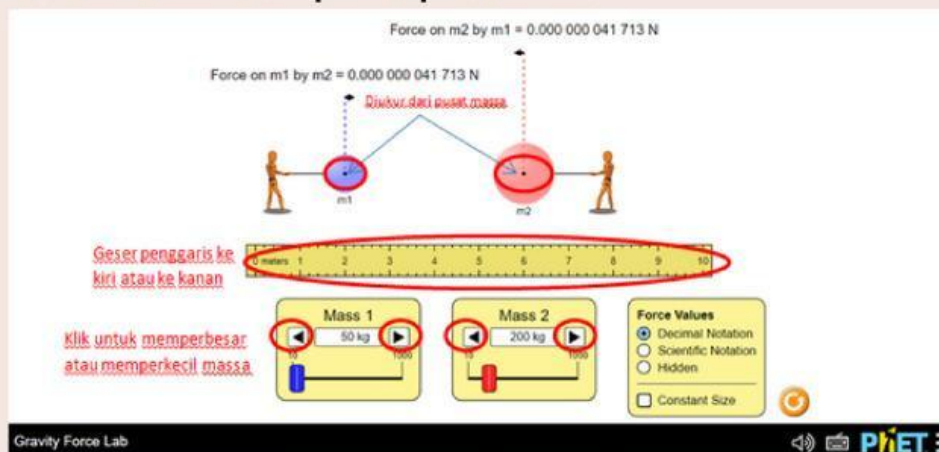 Force on m2 by m1 = 0.000 000 041 713 N
Force on m1 by m2 = 0.000 000 041 713 N
Diukur dari pusat massa
m1
m2
Geser penggaris ke
kiri atau ke kanan
0 meters 1 2 3 4 5 6 7 8 9 10
Klik untuk memperbesar
atau memperkecil massa
Mass 1
50 kg
10 1000
Mass 2
200 kg
10 1000
Force Values
Decimal Notation
Scientific Notation
Hidden
Constant Size
Gravity Force Lab
PhET